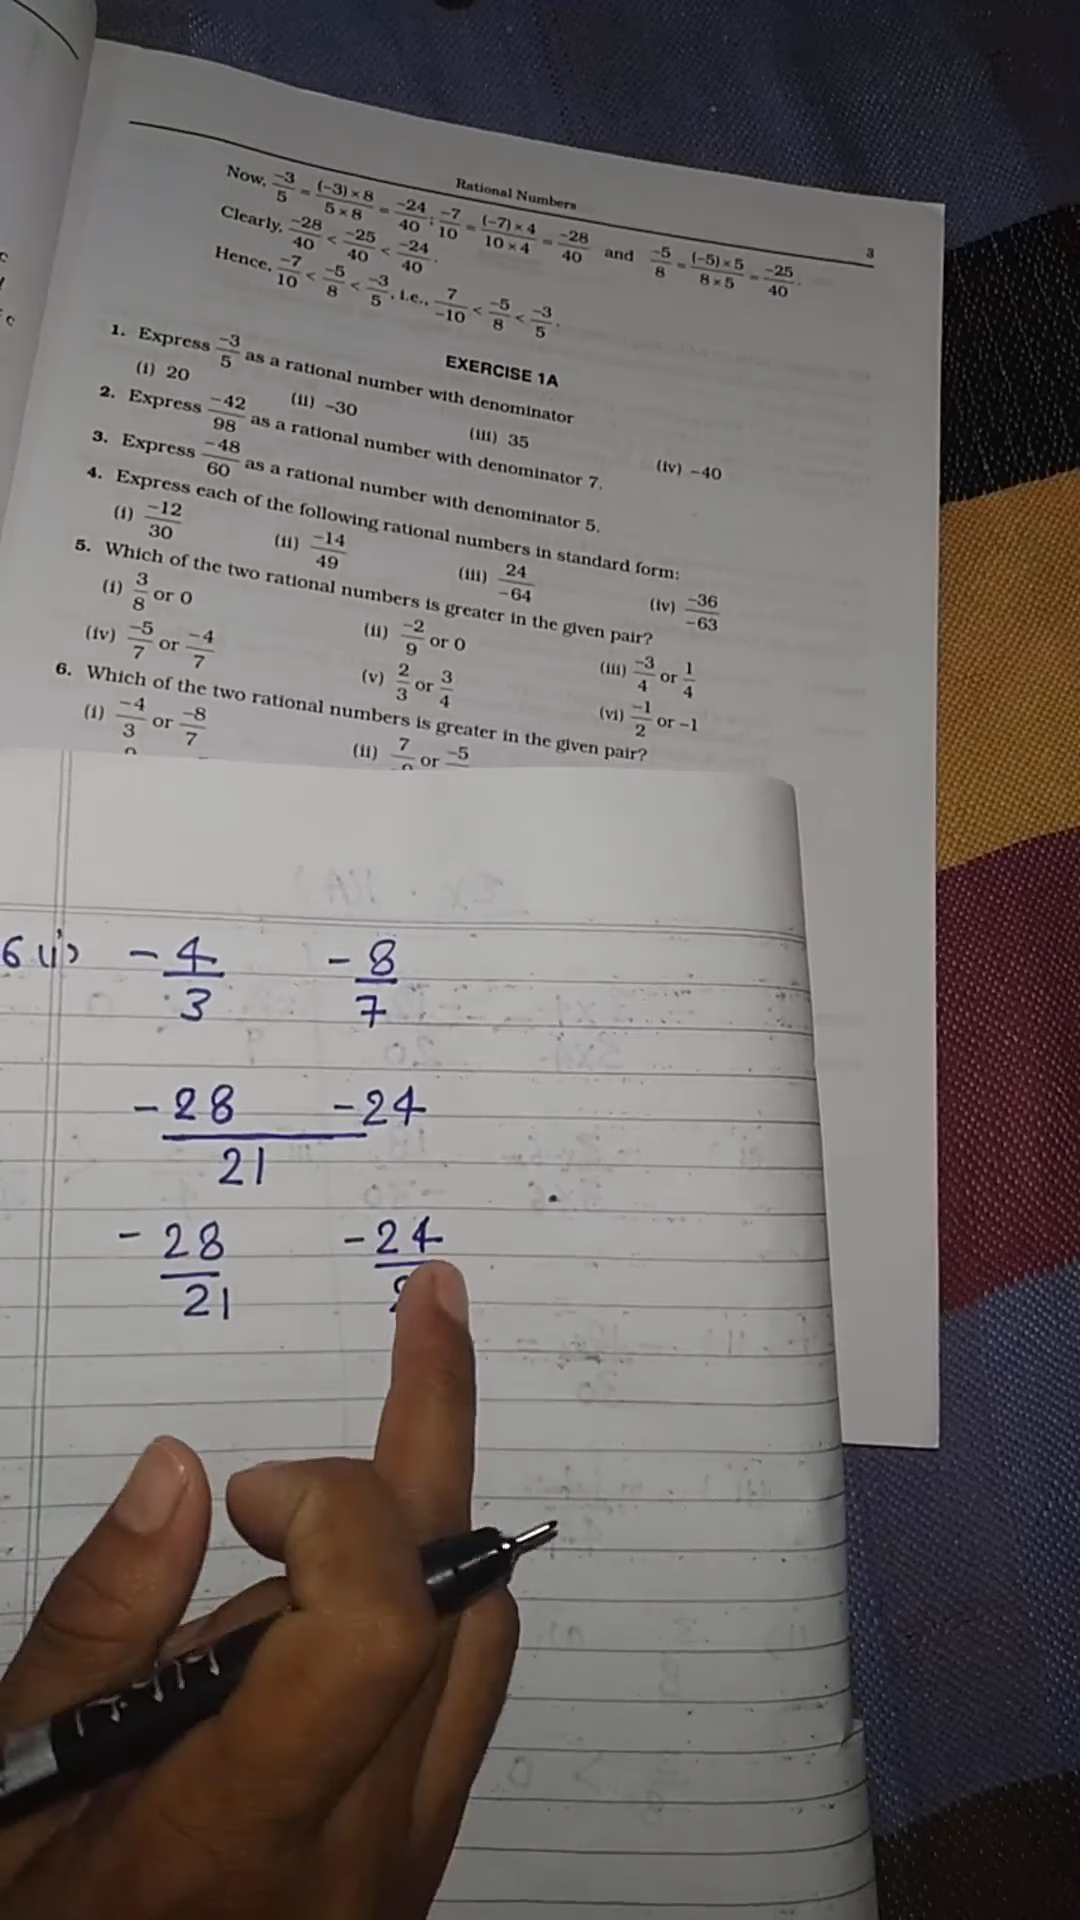 Rational Numbers
3
Now, -3/5 = (-3) × 8/5 × 8 = -24/40 ; -7/10 = (-7) × 4/10 × 4 = -28/40 and -5/8 = (-5) × 5/8 × 5 = -25/40 .
Clearly, -28/40 < -25/40 < -24/40 .
Hence, -7/10 < -5/8 < -3/5 , i.e., 7/-10 < -5/8 < -3/5 .
EXERCISE 1A
1. Express -3/5 as a rational number with denominator
(i) 20 (ii) -30 (iii) 35 (iv) -40
2. Express -42/98 as a rational number with denominator 7.
3. Express -48/60 as a rational number with denominator 5.
4. Express each of the following rational numbers in standard form:
(i) -12/30 (ii) -14/49 (iii) 24/-64 (iv) -36/-63
5. Which of the two rational numbers is greater in the given pair?
(i) 3/8 or 0 (ii) -2/9 or 0 (iii) -3/4 or 1/4
(iv) -5/7 or -4/7 (v) 2/3 or 3/4 (vi) -1/2 or -1
6. Which of the two rational numbers is greater in the given pair?
(i) -4/3 or -8/7 (ii) 7 or -5
6 (i) - 4/3 - 8/7
-28 -24
21
- 28/21 - 24